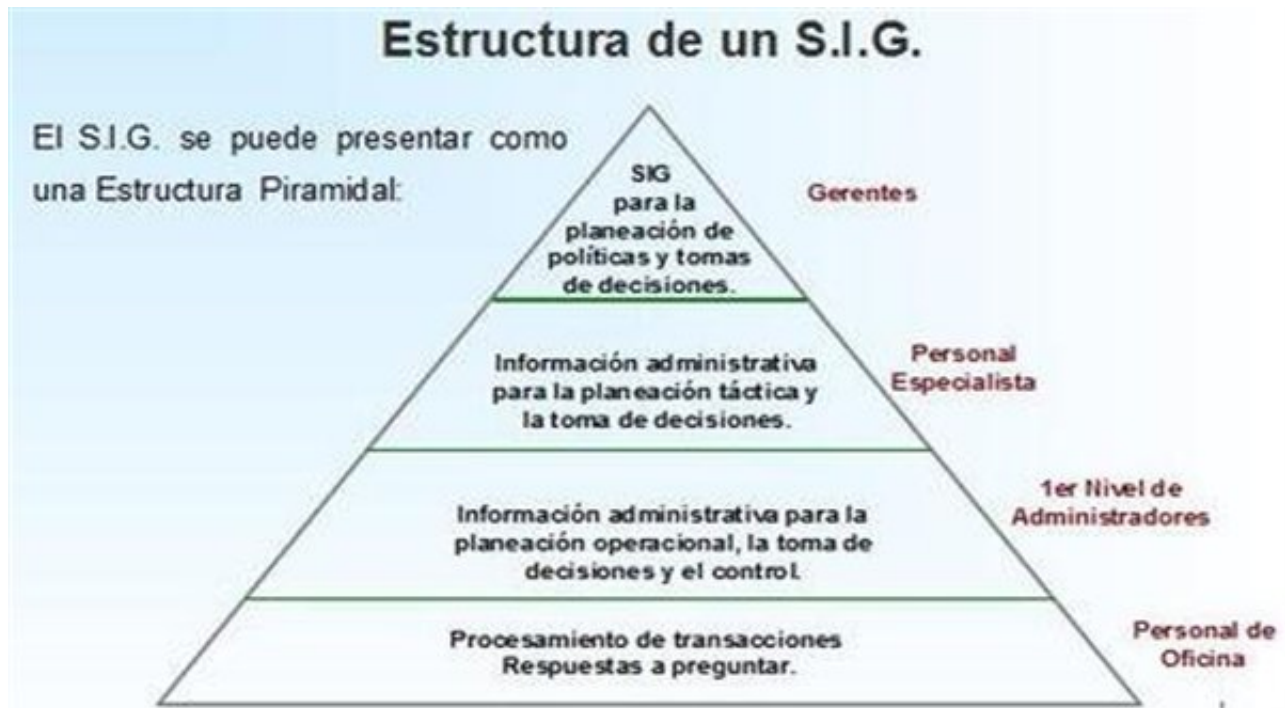 Estructura de un S.I.G.
El S.I.G. se puede presentar como
una Estructura Piramidal:
SIG
para la
planeación de
políticas y tomas
de decisiones.
Gerentes
Información administrativa
para la planeación táctica y
la toma de decisiones.
Personal
Especialista
Información administrativa para la
planeación operacional, la toma de
decisiones y el control.
1er Nivel de
Administradores
Procesamiento de transacciones
Respuestas a preguntar.
Personal de
Oficina